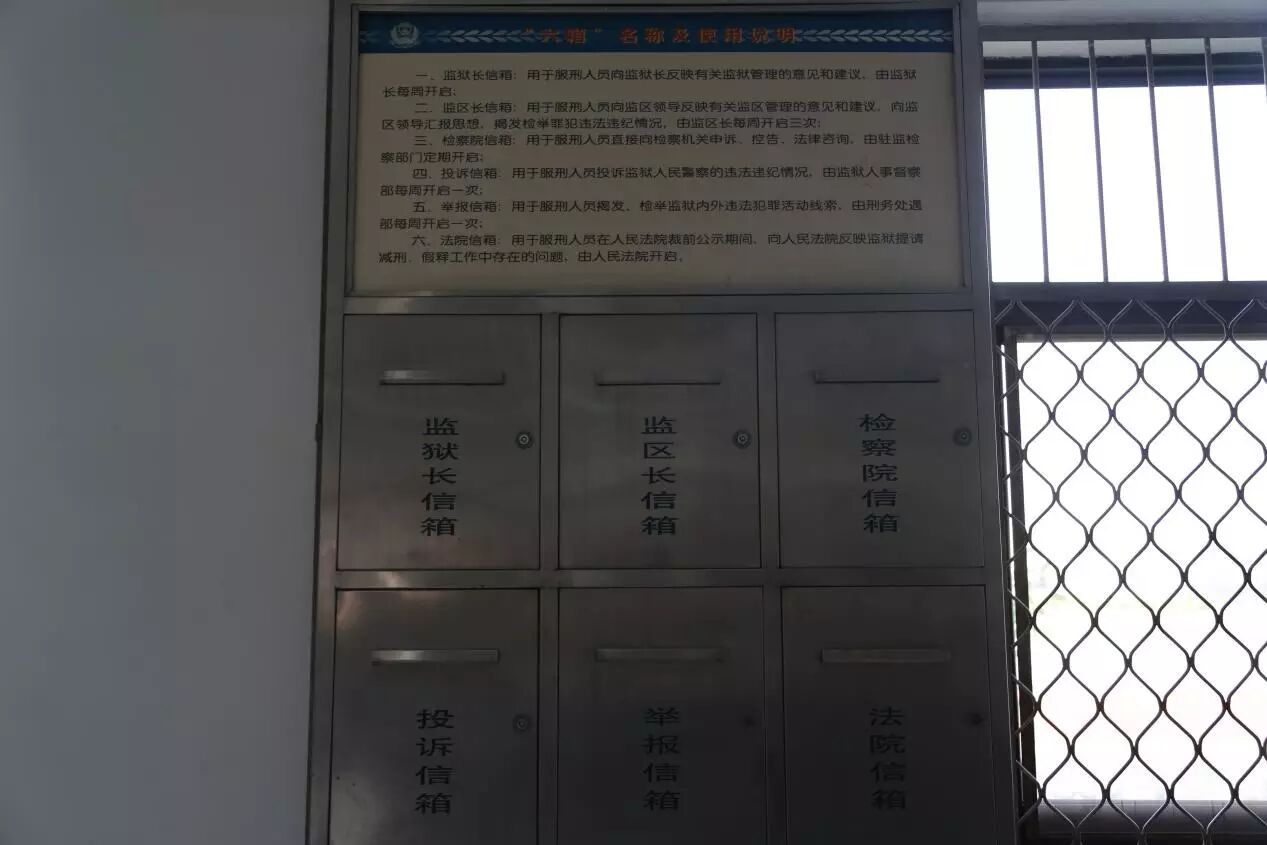 “六箱”名称及使用说明
一、监狱长信箱：用于服刑人员向监狱长反映有关监狱管理的意见和建议，由监狱
长每周开启；
二、监区长信箱：用于服刑人员向监区领导反映有关监区管理的意见和建议，向监
区领导汇报思想，揭发检举罪犯违法违纪情况，由监区长每周开启三次；
三、检察院信箱：用于服刑人员直接向检察机关申诉、控告、法律咨询，由驻监检
察部门定期开启；
四、投诉信箱：用于服刑人员投诉监狱人民警察的违法违纪情况，由监狱人事督察
部每周开启一次；
五、举报信箱：用于服刑人员揭发、检举监狱内外违法犯罪活动线索，由刑务处遇
部每周开启一次；
六、法院信箱：用于服刑人员在人民法院裁前公示期间，向人民法院反映监狱提请
减刑、假释工作中存在的问题，由人民法院开启。
监狱长信箱
监区长信箱
检察院信箱
投诉信箱
举报信箱
法院信箱